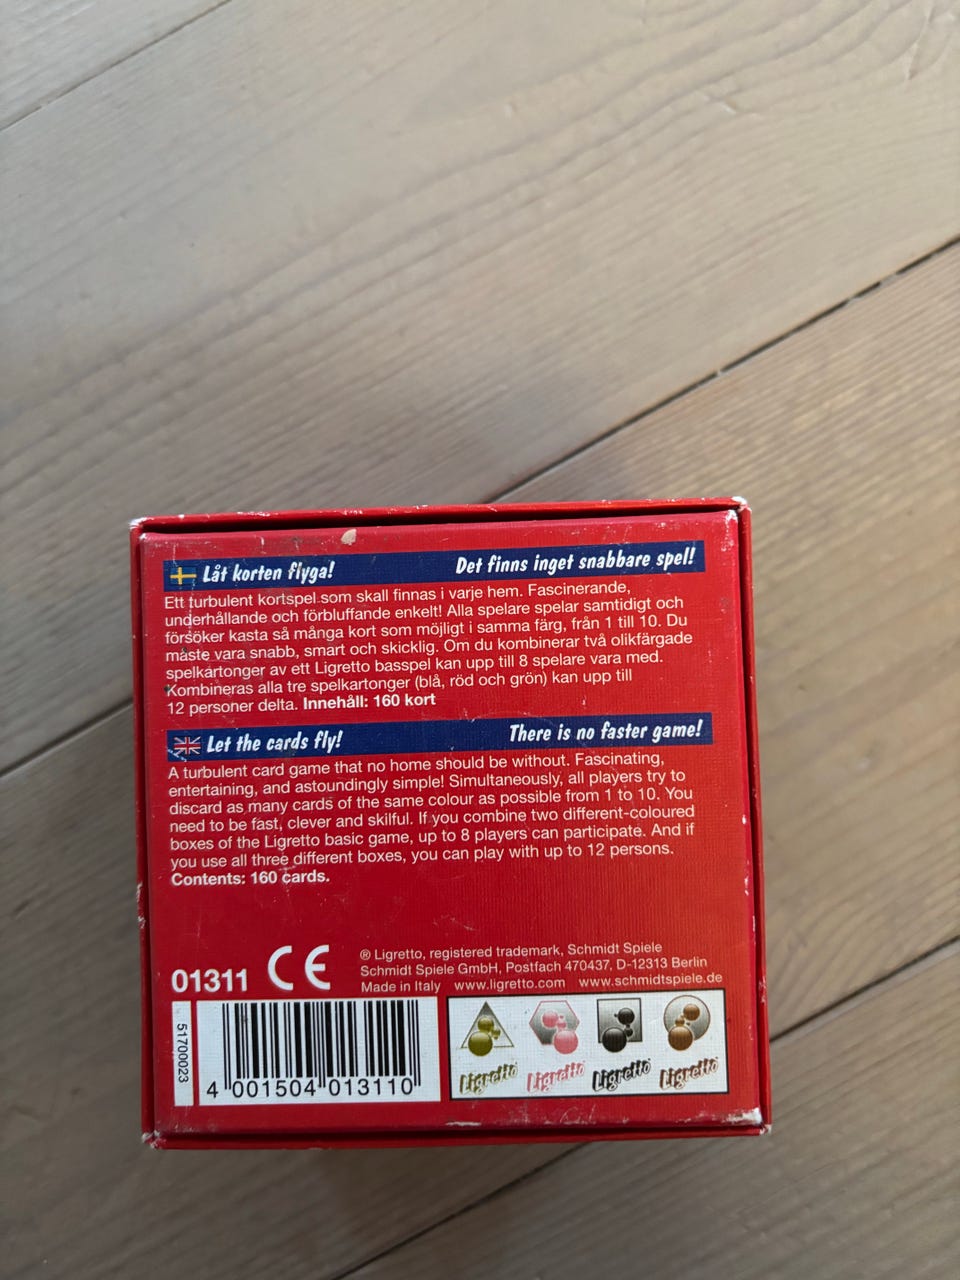 Låt korten flyga! Det finns inget snabbare spel!
Ett turbulent kortspel som skall finnas i varje hem. Fascinerande,
underhållande och förbluffande enkelt! Alla spelare spelar samtidigt och
försöker kasta så många kort som möjligt i samma färg, från 1 till 10. Du
måste vara snabb, smart och skicklig. Om du kombinerar två olikfärgade
spelkartonger av ett Ligretto basspel kan upp till 8 spelare vara med.
Kombineras alla tre spelkartonger (blå, röd och grön) kan upp till
12 personer delta. Innehåll: 160 kort
Let the cards fly! There is no faster game!
A turbulent card game that no home should be without. Fascinating,
entertaining, and astoundingly simple! Simultaneously, all players try to
discard as many cards of the same colour as possible from 1 to 10. You
need to be fast, clever and skilful. If you combine two different-coloured
boxes of the Ligretto basic game, up to 8 players can participate. And if
you use all three different boxes, you can play with up to 12 persons.
Contents: 160 cards.
01311 CE
® Ligretto, registered trademark, Schmidt Spiele
Schmidt Spiele GmbH, Postfach 470437, D-12313 Berlin
Made in Italy www.ligretto.com www.schmidtspiele.de
51700023
4 001504 013110
Ligretto Ligretto Ligretto Ligretto